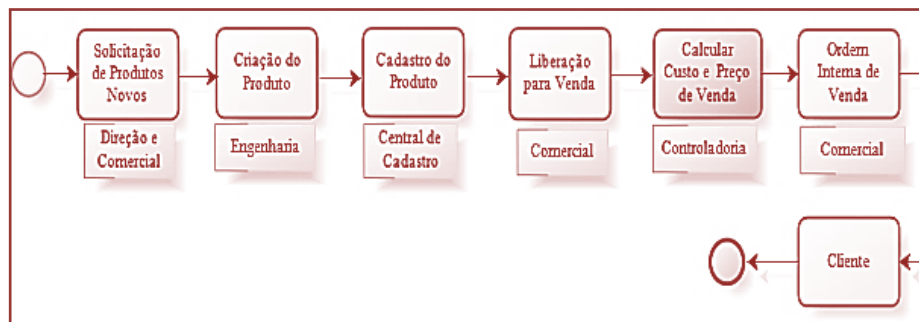 Solicitação
de Produtos
Novos
Criação do
Produto
Cadastro do
Produto
Liberação
para Venda
Calcular
Custo e Preço
de Venda
Ordem
Interna de
Venda
Direção e
Comercial
Engenharia
Central de
Cadastro
Comercial
Controladoria
Comercial
Cliente